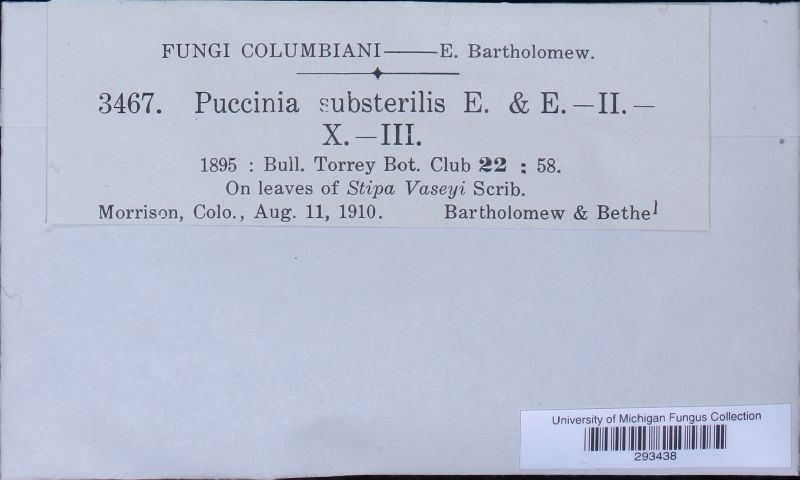 FUNGI COLUMBIANI——E. Bartholomew.
3467. Puccinia substerilis E. & E.—II.—
X.—III.
1895 : Bull. Torrey Bot. Club 22 : 58.
On leaves of Stipa Vaseyi Scrib.
Morrison, Colo., Aug. 11, 1910. Bartholomew & Bethel
University of Michigan Fungus Collection
293438